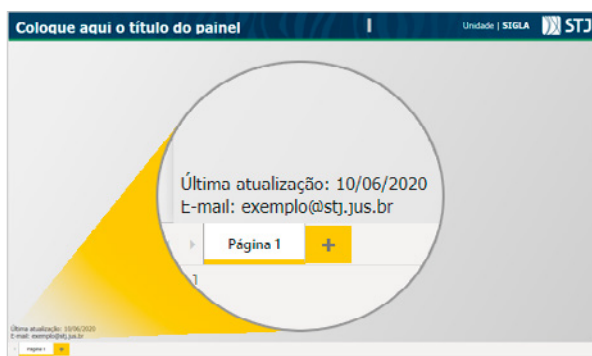 Coloque aqui o título do painel
Unidade | SIGLA STJ
Última atualização: 10/06/2020
E-mail: exemplo@stj.jus.br
Página 1 +
1
Última atualização: 10/06/2020
E-mail: exemplo@stj.jus.br
Página 1 +